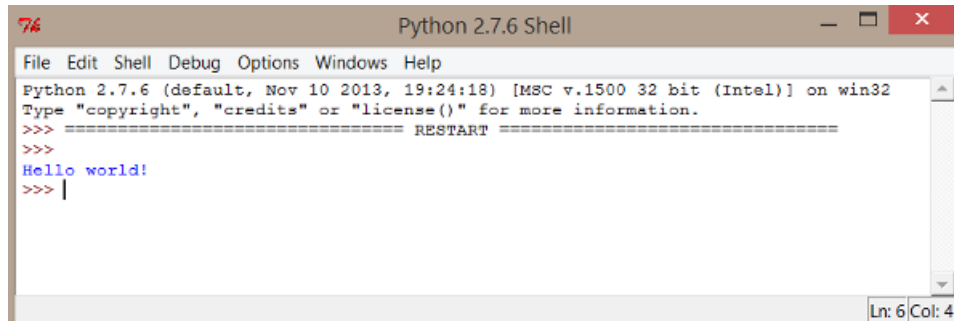 Python 2.7.6 Shell
File Edit Shell Debug Options Windows Help
Python 2.7.6 (default, Nov 10 2013, 19:24:18) [MSC v.1500 32 bit (Intel)] on win32
Type "copyright", "credits" or "license()" for more information.
>>> ================================ RESTART ================================
>>>
Hello world!
>>>
Ln: 6 Col: 4